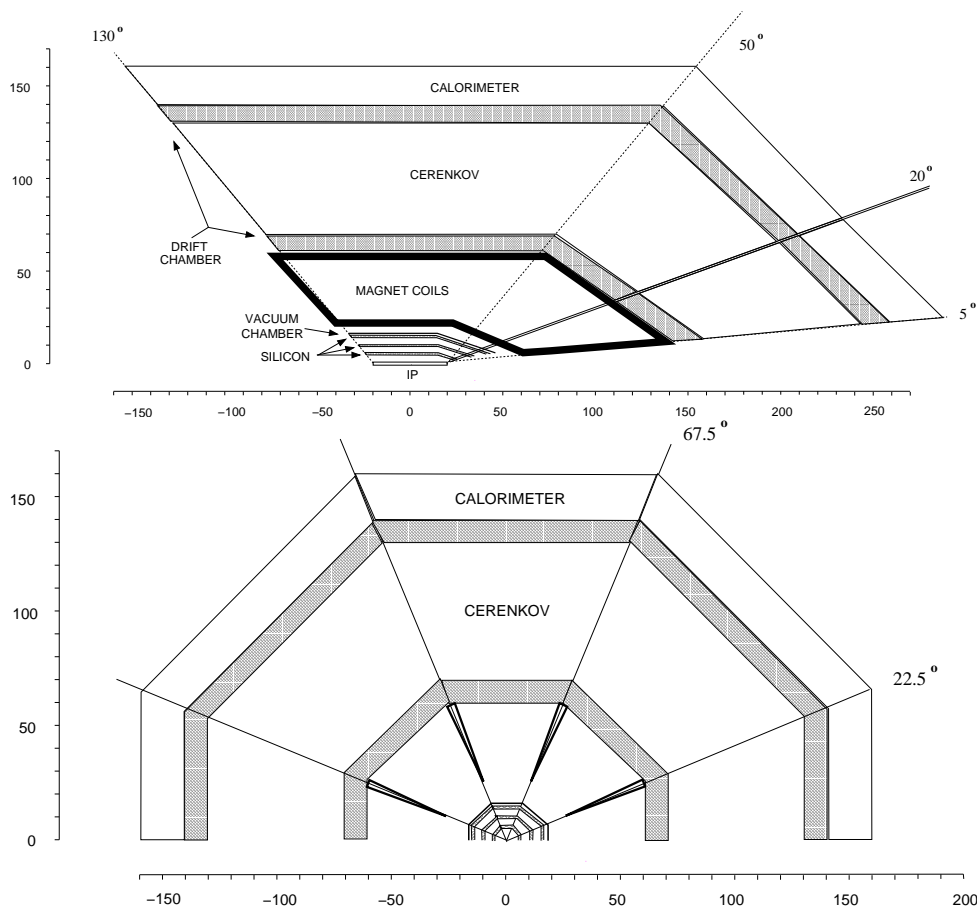 130 o
50 o
CALORIMETER
150
20 o
CERENKOV
100
DRIFT
CHAMBER
50
MAGNET COILS
VACUUM
CHAMBER
5 o
SILICON
0
IP
−150
−100
−50
0
50
100
150
200
250
67.5 o
150
CALORIMETER
100
CERENKOV
22.5 o
50
0
−150
−100
−50
0
50
100
150
200